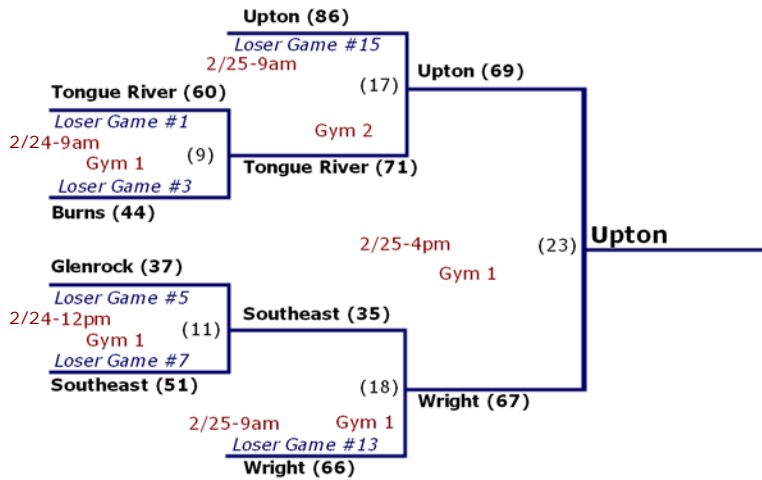 Upton (86)
Loser Game #15
2/25-9am
(17)
Upton (69)
Tongue River (60)
Loser Game #1
2/24-9am
Gym 1
(9)
Gym 2
Loser Game #3
Tongue River (71)
Burns (44)
2/25-4pm
Gym 1
(23)
Upton
Glenrock (37)
Loser Game #5
2/24-12pm
Gym 1
(11)
Southeast (35)
Loser Game #7
Southeast (51)
(18)
Wright (67)
2/25-9am
Gym 1
Loser Game #13
Wright (66)